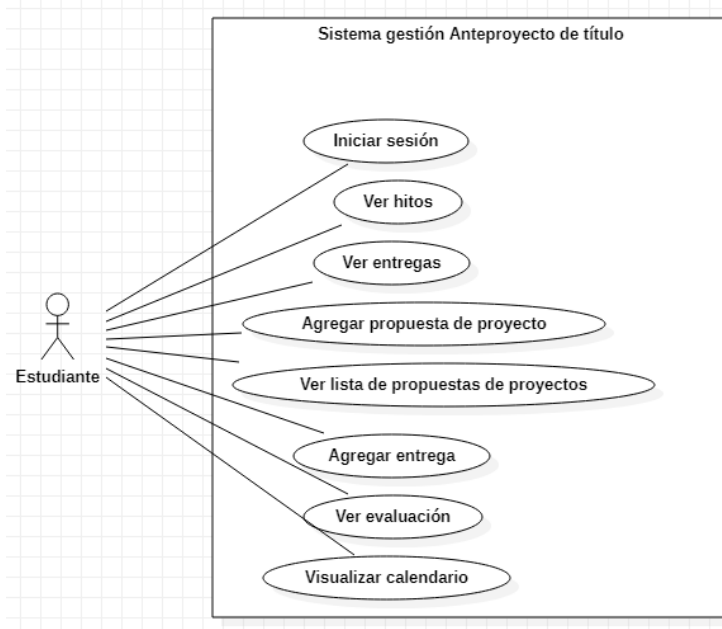 Sistema gestión Anteproyecto de título
Iniciar sesión
Ver hitos
Ver entregas
Agregar propuesta de proyecto
Ver lista de propuestas de proyectos
Estudiante
Agregar entrega
Ver evaluación
Visualizar calendario